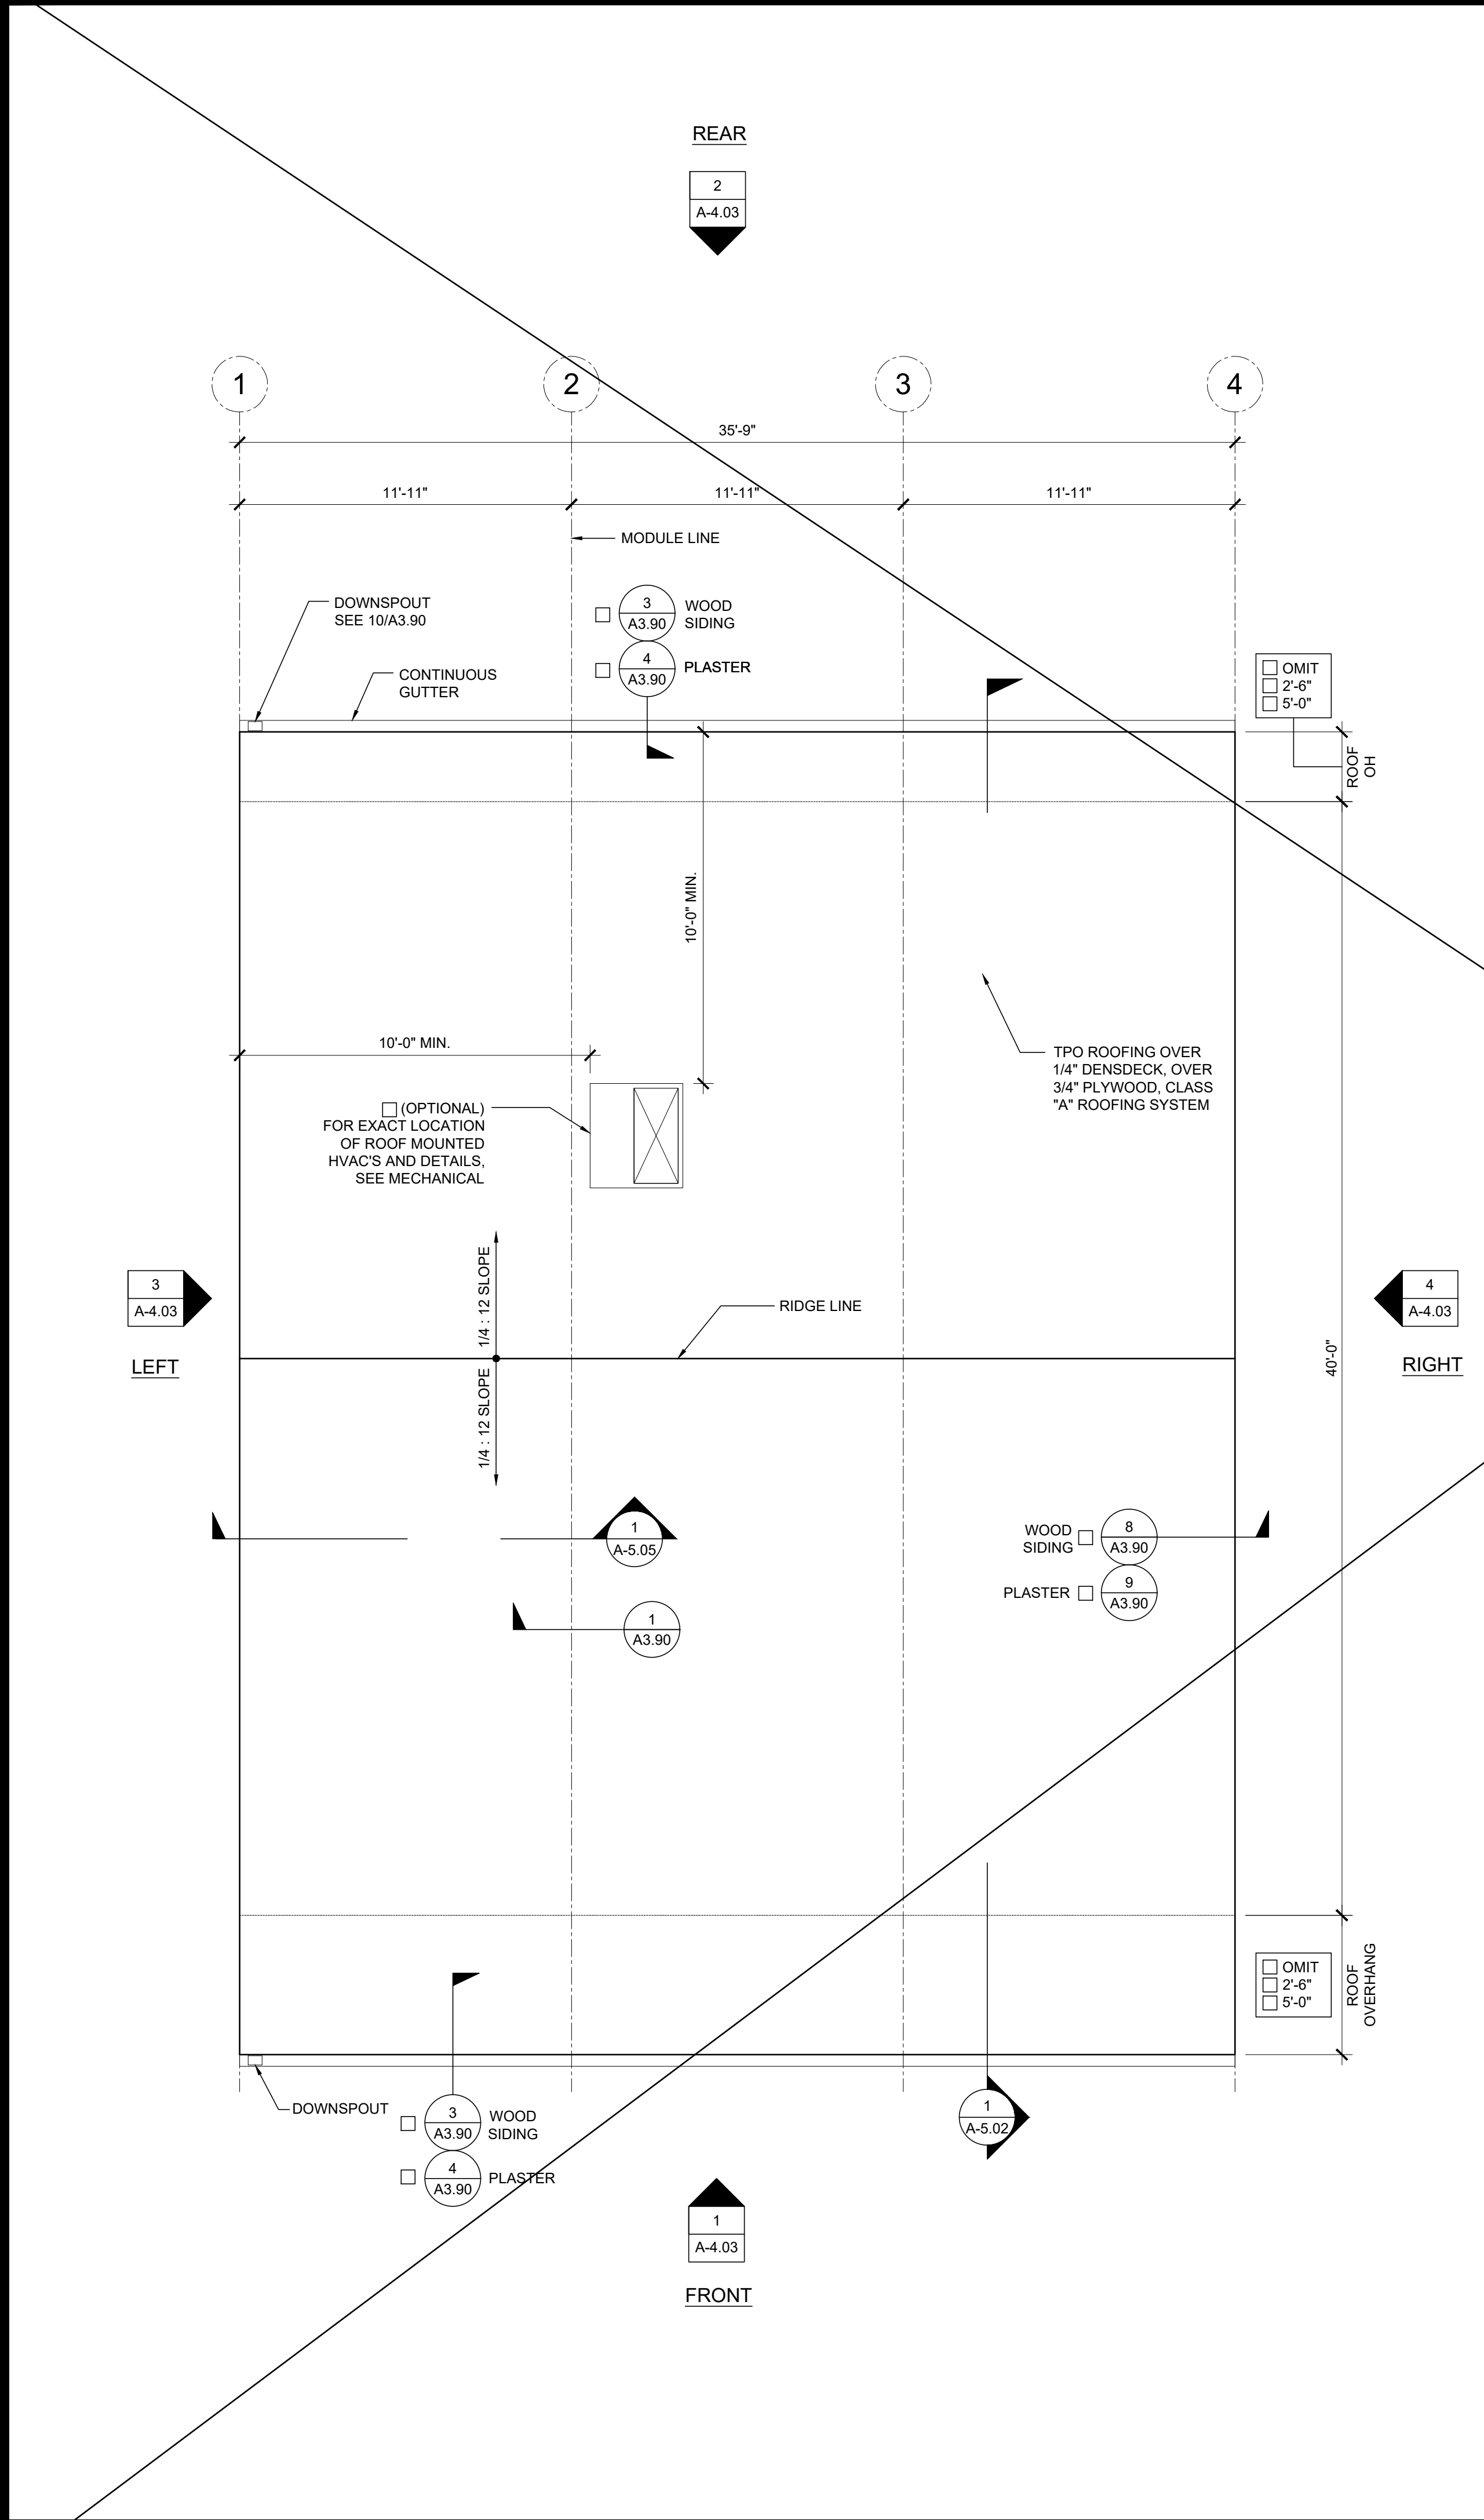 REAR
2
A-4.03
1
2
3
4
35'-9"
11'-11"
11'-11"
11'-11"
MODULE LINE
DOWNSPOUT
SEE 10/A3.90
3
A3.90
WOOD
SIDING
4
A3.90
PLASTER
CONTINUOUS
GUTTER
OMIT
2'-6"
5'-0"
ROOF
OH
10'-0" MIN.
10'-0" MIN.
TPO ROOFING OVER
1/4" DENSDECK, OVER
3/4" PLYWOOD, CLASS
"A" ROOFING SYSTEM
(OPTIONAL)
FOR EXACT LOCATION
OF ROOF MOUNTED
HVAC'S AND DETAILS,
SEE MECHANICAL
1/4 : 12 SLOPE
3
A-4.03
LEFT
RIDGE LINE
4
A-4.03
RIGHT
40'-0"
1/4 : 12 SLOPE
1
A-5.05
WOOD
SIDING
8
A3.90
PLASTER
9
A3.90
1
A3.90
OMIT
2'-6"
5'-0"
ROOF
OVERHANG
DOWNSPOUT
3
A3.90
WOOD
SIDING
4
A3.90
PLASTER
1
A-5.02
1
A-4.03
FRONT